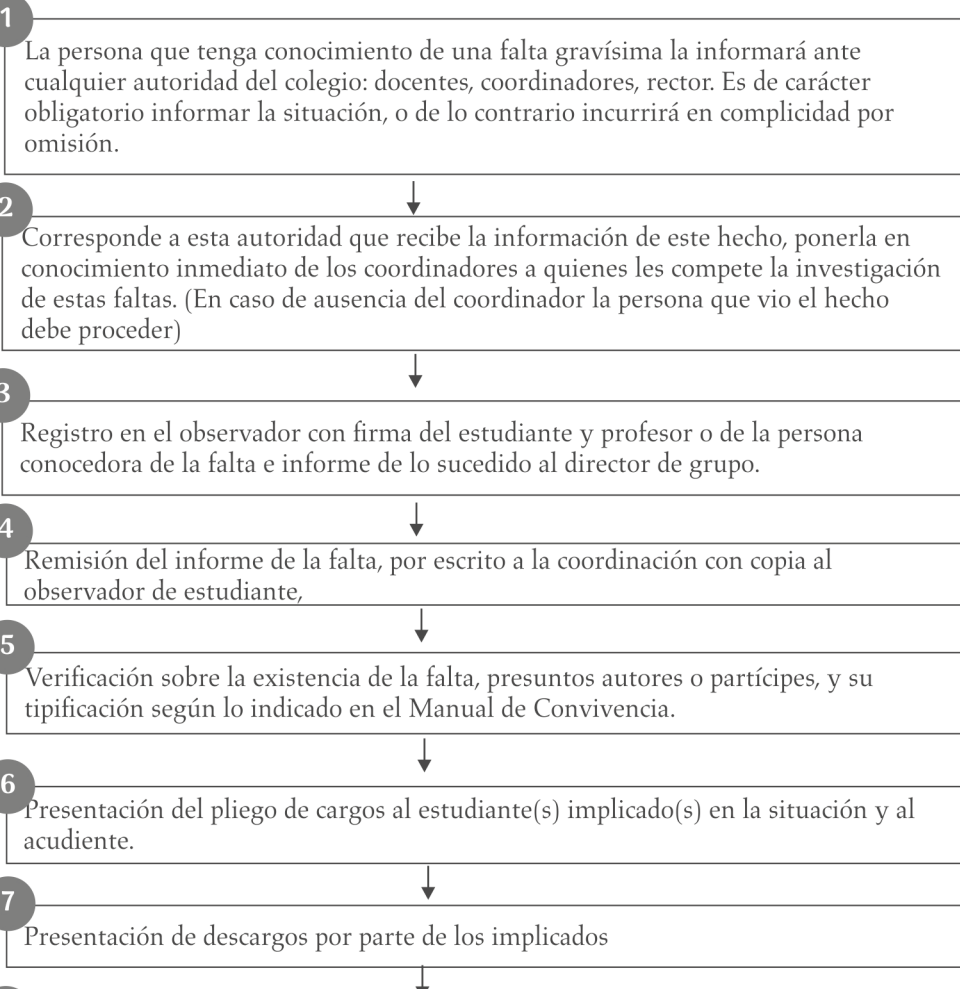 1
La persona que tenga conocimiento de una falta gravísima la informará ante
cualquier autoridad del colegio: docentes, coordinadores, rector. Es de carácter
obligatorio informar la situación, o de lo contrario incurrirá en complicidad por
omisión.
2
Corresponde a esta autoridad que recibe la información de este hecho, ponerla en
conocimiento inmediato de los coordinadores a quienes les compete la investigación
de estas faltas. (En caso de ausencia del coordinador la persona que vio el hecho
debe proceder)
3
Registro en el observador con firma del estudiante y profesor o de la persona
conocedora de la falta e informe de lo sucedido al director de grupo.
4
Remisión del informe de la falta, por escrito a la coordinación con copia al
observador de estudiante,
5
Verificación sobre la existencia de la falta, presuntos autores o partícipes, y su
tipificación según lo indicado en el Manual de Convivencia.
6
Presentación del pliego de cargos al estudiante(s) implicado(s) en la situación y al
acudiente.
7
Presentación de descargos por parte de los implicados